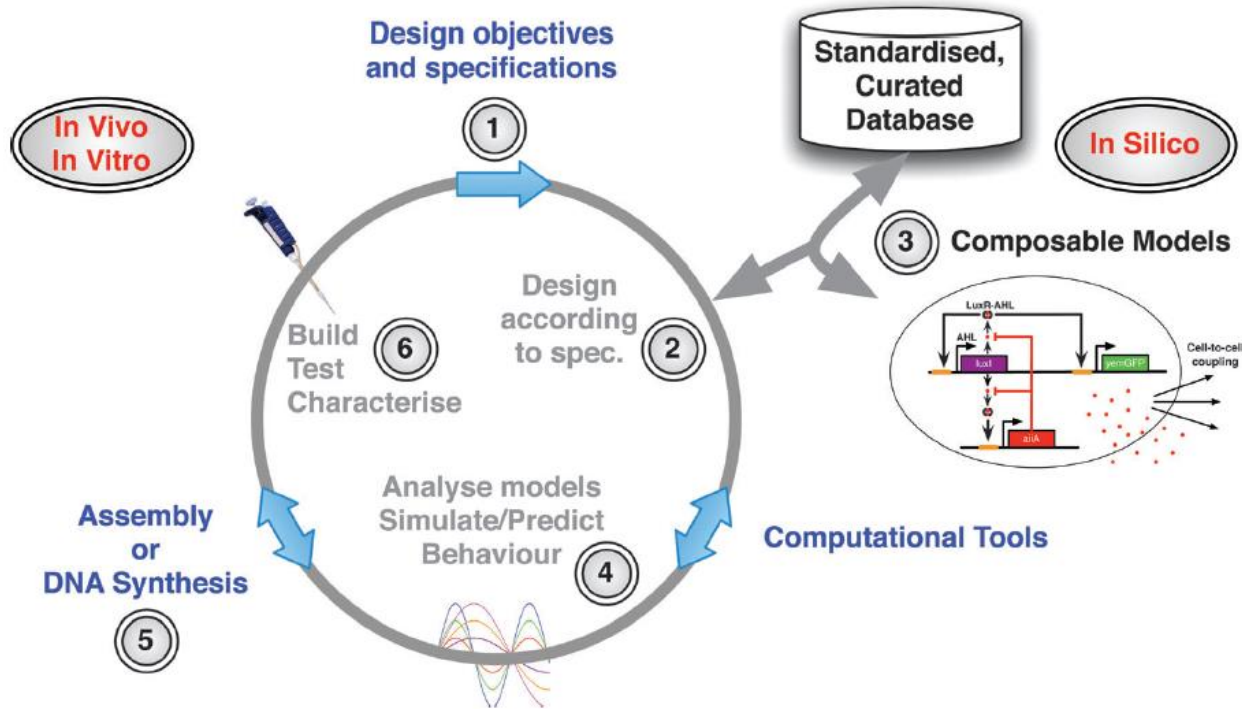 Design objectives
and specifications
1
Standardised,
Curated
Database
In Vivo
In Vitro
In Silico
3
Composable Models
LuxR-AHL
AHL
luxI
yemGFP
Cell-to-cell
coupling
aiiA
Design
according
to spec.
2
Build
Test
Characterise
6
Analyse models
Simulate/Predict
Behaviour
4
Computational Tools
Assembly
or
DNA Synthesis
5